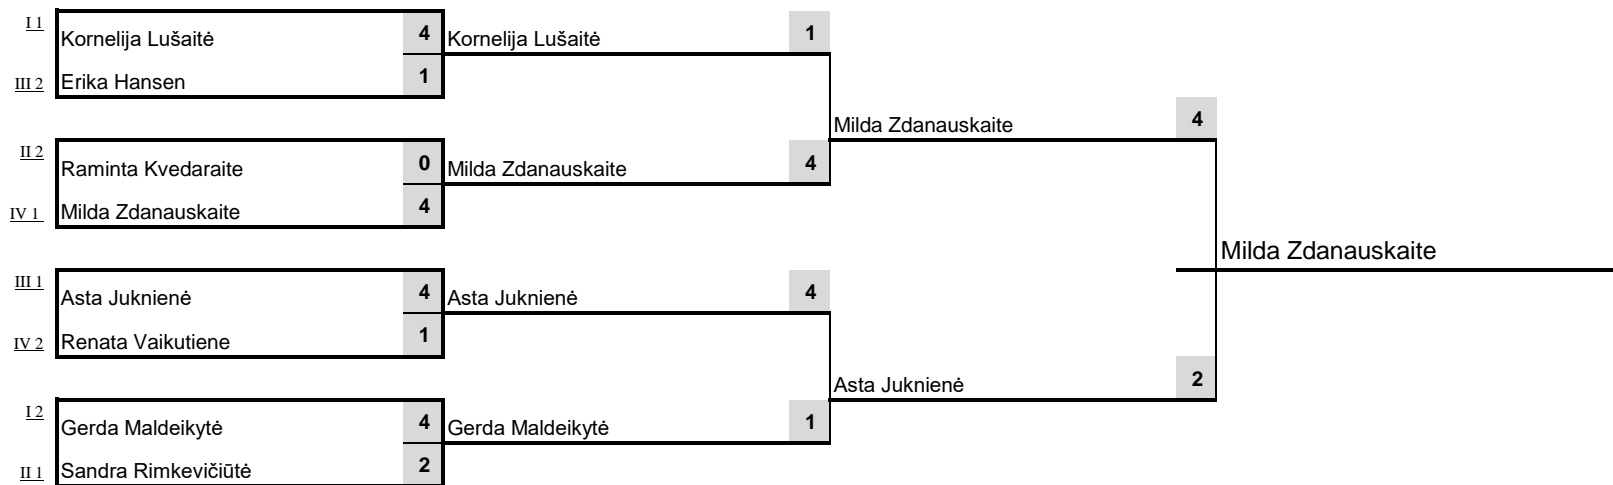 I 1 Kornelija Lušaitė 4 Kornelija Lušaitė 1
III 2 Erika Hansen 1
Milda Zdanauskaite 4
II 2 Raminta Kvedaraite 0 Milda Zdanauskaite 4
IV 1 Milda Zdanauskaite 4
Milda Zdanauskaite
III 1 Asta Juknienė 4 Asta Juknienė 4
IV 2 Renata Vaikutiene 1
Asta Juknienė 2
I 2 Gerda Maldeikytė 4 Gerda Maldeikytė 1
II 1 Sandra Rimkevičiūtė 2